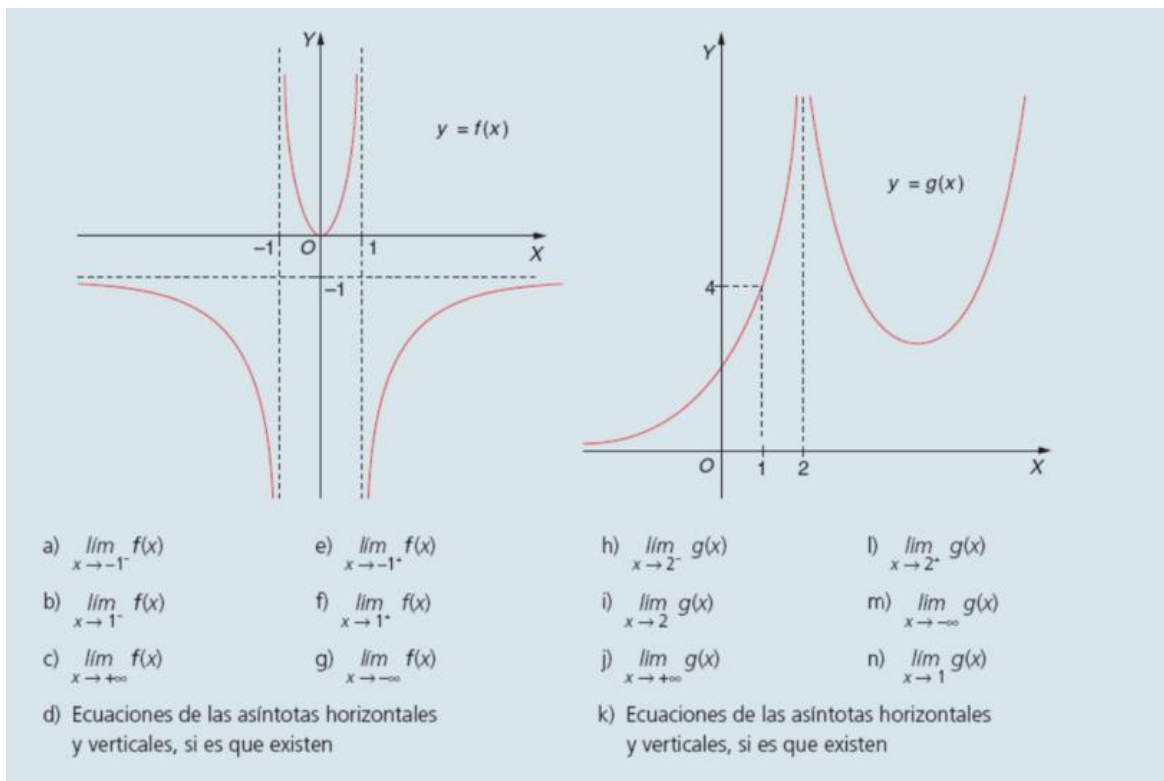 Y
y = f(x)
–1
O
1
X
–1
Y
y = g(x)
4
O
1
2
X
a) lím x → –1⁻ f(x)
e) lím x → –1⁺ f(x)
b) lím x → 1⁻ f(x)
f) lím x → 1⁺ f(x)
c) lím x → +∞ f(x)
g) lím x → –∞ f(x)
d) Ecuaciones de las asíntotas horizontales
y verticales, si es que existen
h) lím x → 2⁻ g(x)
l) lím x → 2⁺ g(x)
i) lím x → 2 g(x)
m) lím x → –∞ g(x)
j) lím x → +∞ g(x)
n) lím x → 1 g(x)
k) Ecuaciones de las asíntotas horizontales
y verticales, si es que existen